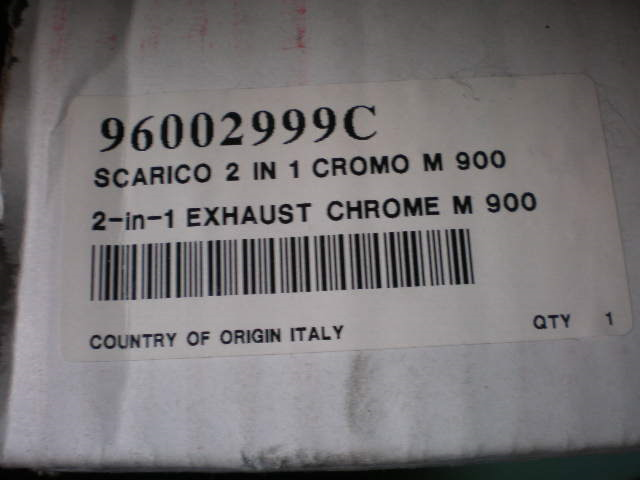 96002999C
SCARICO 2 IN 1 CROMO M 900
2-in-1 EXHAUST CHROME M 900
COUNTRY OF ORIGIN ITALY
QTY 1